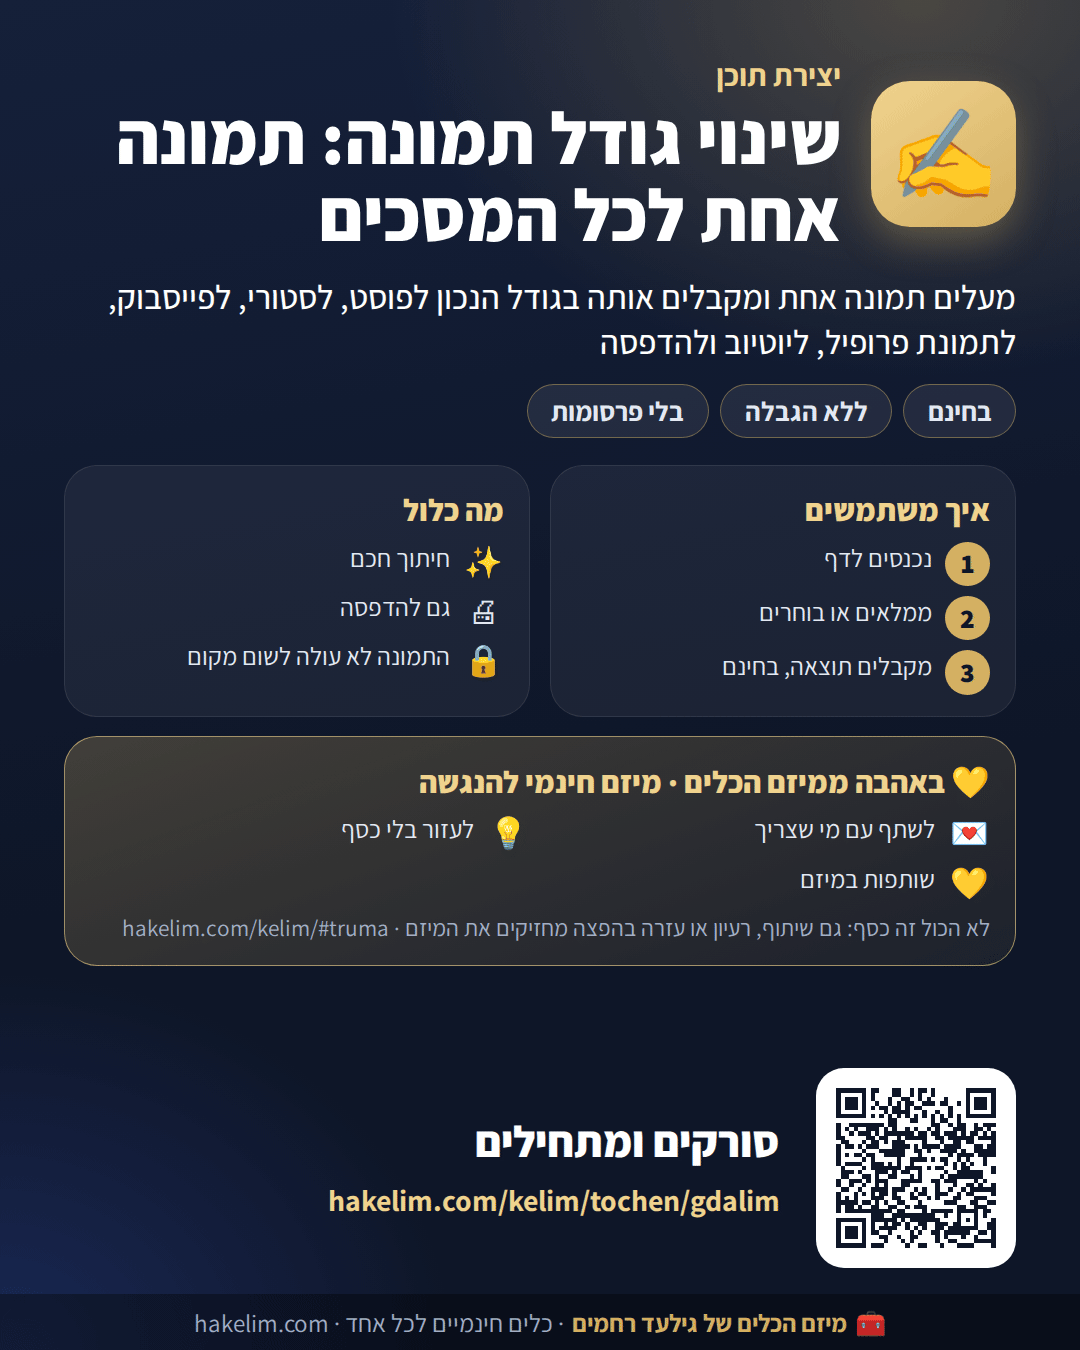 יצירת תוכן
שינוי גודל תמונה: תמונה
אחת לכל המסכים
מעלים תמונה אחת ומקבלים אותה בגודל הנכון לפוסט, לסטורי, לפייסבוק,
לתמונת פרופיל, ליוטיוב ולהדפסה
בחינם
ללא הגבלה
בלי פרסומות
איך משתמשים
1 נכנסים לדף
2 ממלאים או בוחרים
3 מקבלים תוצאה, בחינם
מה כלול
✨ חיתוך חכם
🖨 גם להדפסה
🔒 התמונה לא עולה לשום מקום
💛 באהבה ממיזם הכלים · מיזם חינמי להנגשה
💌 לשתף עם מי שצריך
💡 לעזור בלי כסף
💛 שותפות במיזם
לא הכול זה כסף: גם שיתוף, רעיון או עזרה בהפצה מחזיקים את המיזם · hakelim.com/kelim/#truma
סורקים ומתחילים
hakelim.com/kelim/tochen/gdalim
🧰 מיזם הכלים של גילעד רחמים · כלים חינמיים לכל אחד · hakelim.com